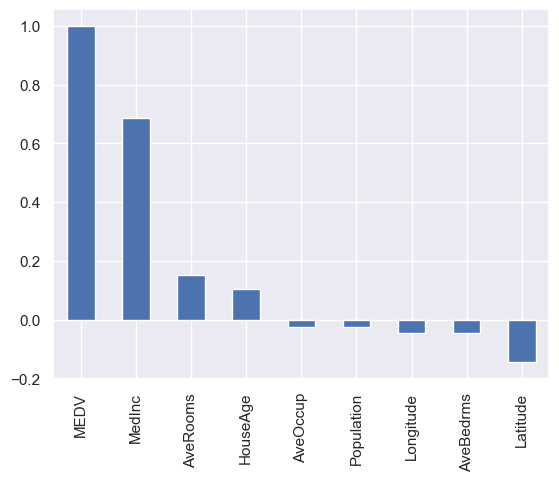 1.0
0.8
0.6
0.4
0.2
0.0
−0.2
MEDV
MedInc
AveRooms
HouseAge
AveOccup
Population
Longitude
AveBedrms
Latitude